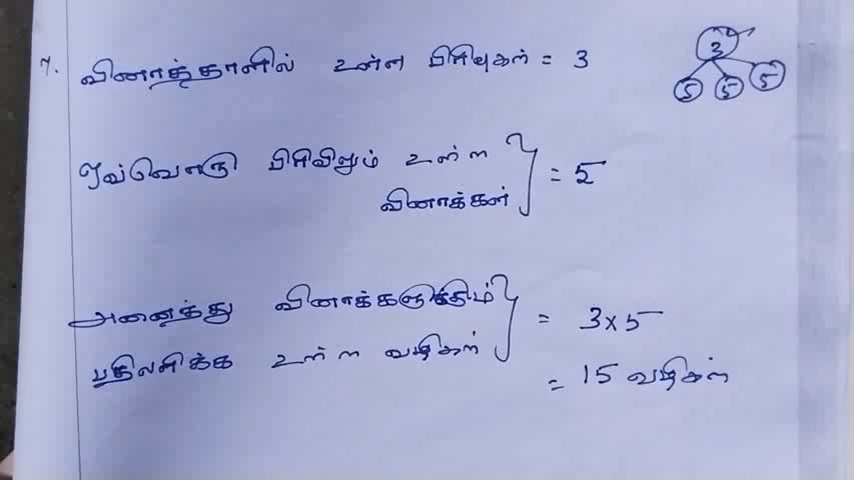 7. வினாத்தாளில் உள்ள பிரிவுகள் = 3
3
5 5 5
ஒவ்வொரு பிரிவிலும் உள்ள
வினாக்கள் } = 5
அனைத்து வினாக்களுக்கும்
பதிலளிக்க உள்ள வழிகள் } = 3x5
= 15 வழிகள்